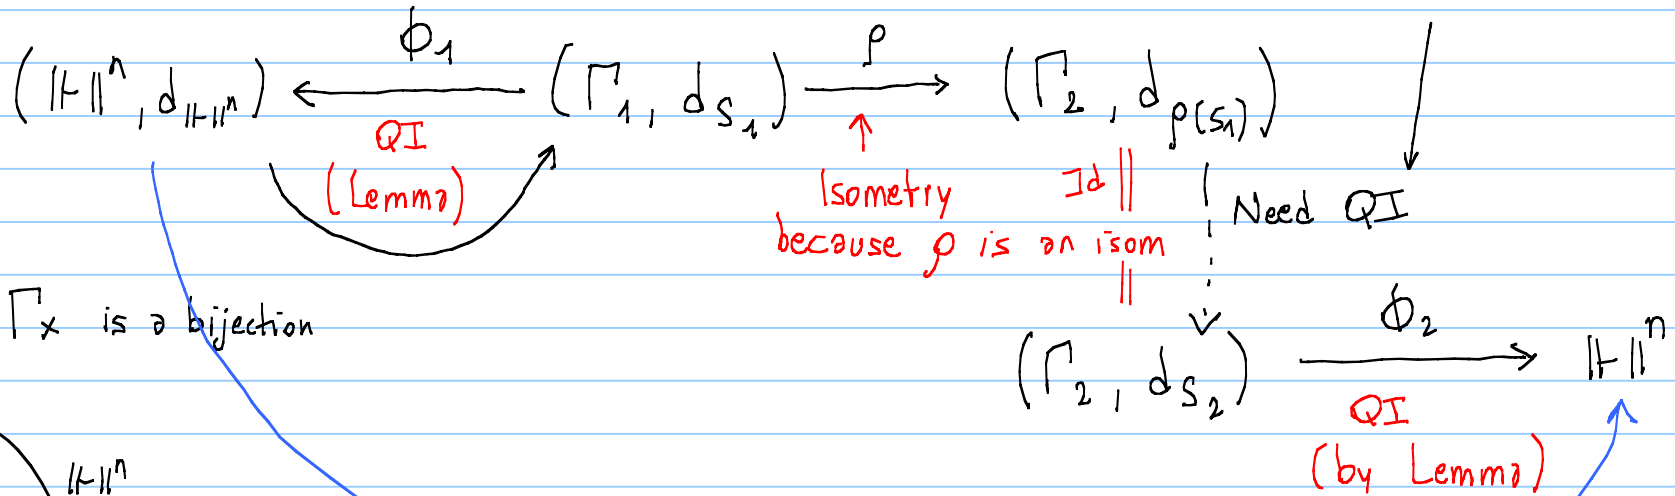 ϕ₁ ρ
(ℍⁿ, d_ℍⁿ) ← (Γ₁, d_S₁) → (Γ₂, d_ρ(S₁))
QI
(Lemma)
Isometry
because ρ is an isom
Id
Need QI
Γx is a bijection
ϕ₂
(Γ₂, d_S₂) → ℍⁿ
QI
(by Lemma)
ℍⁿ